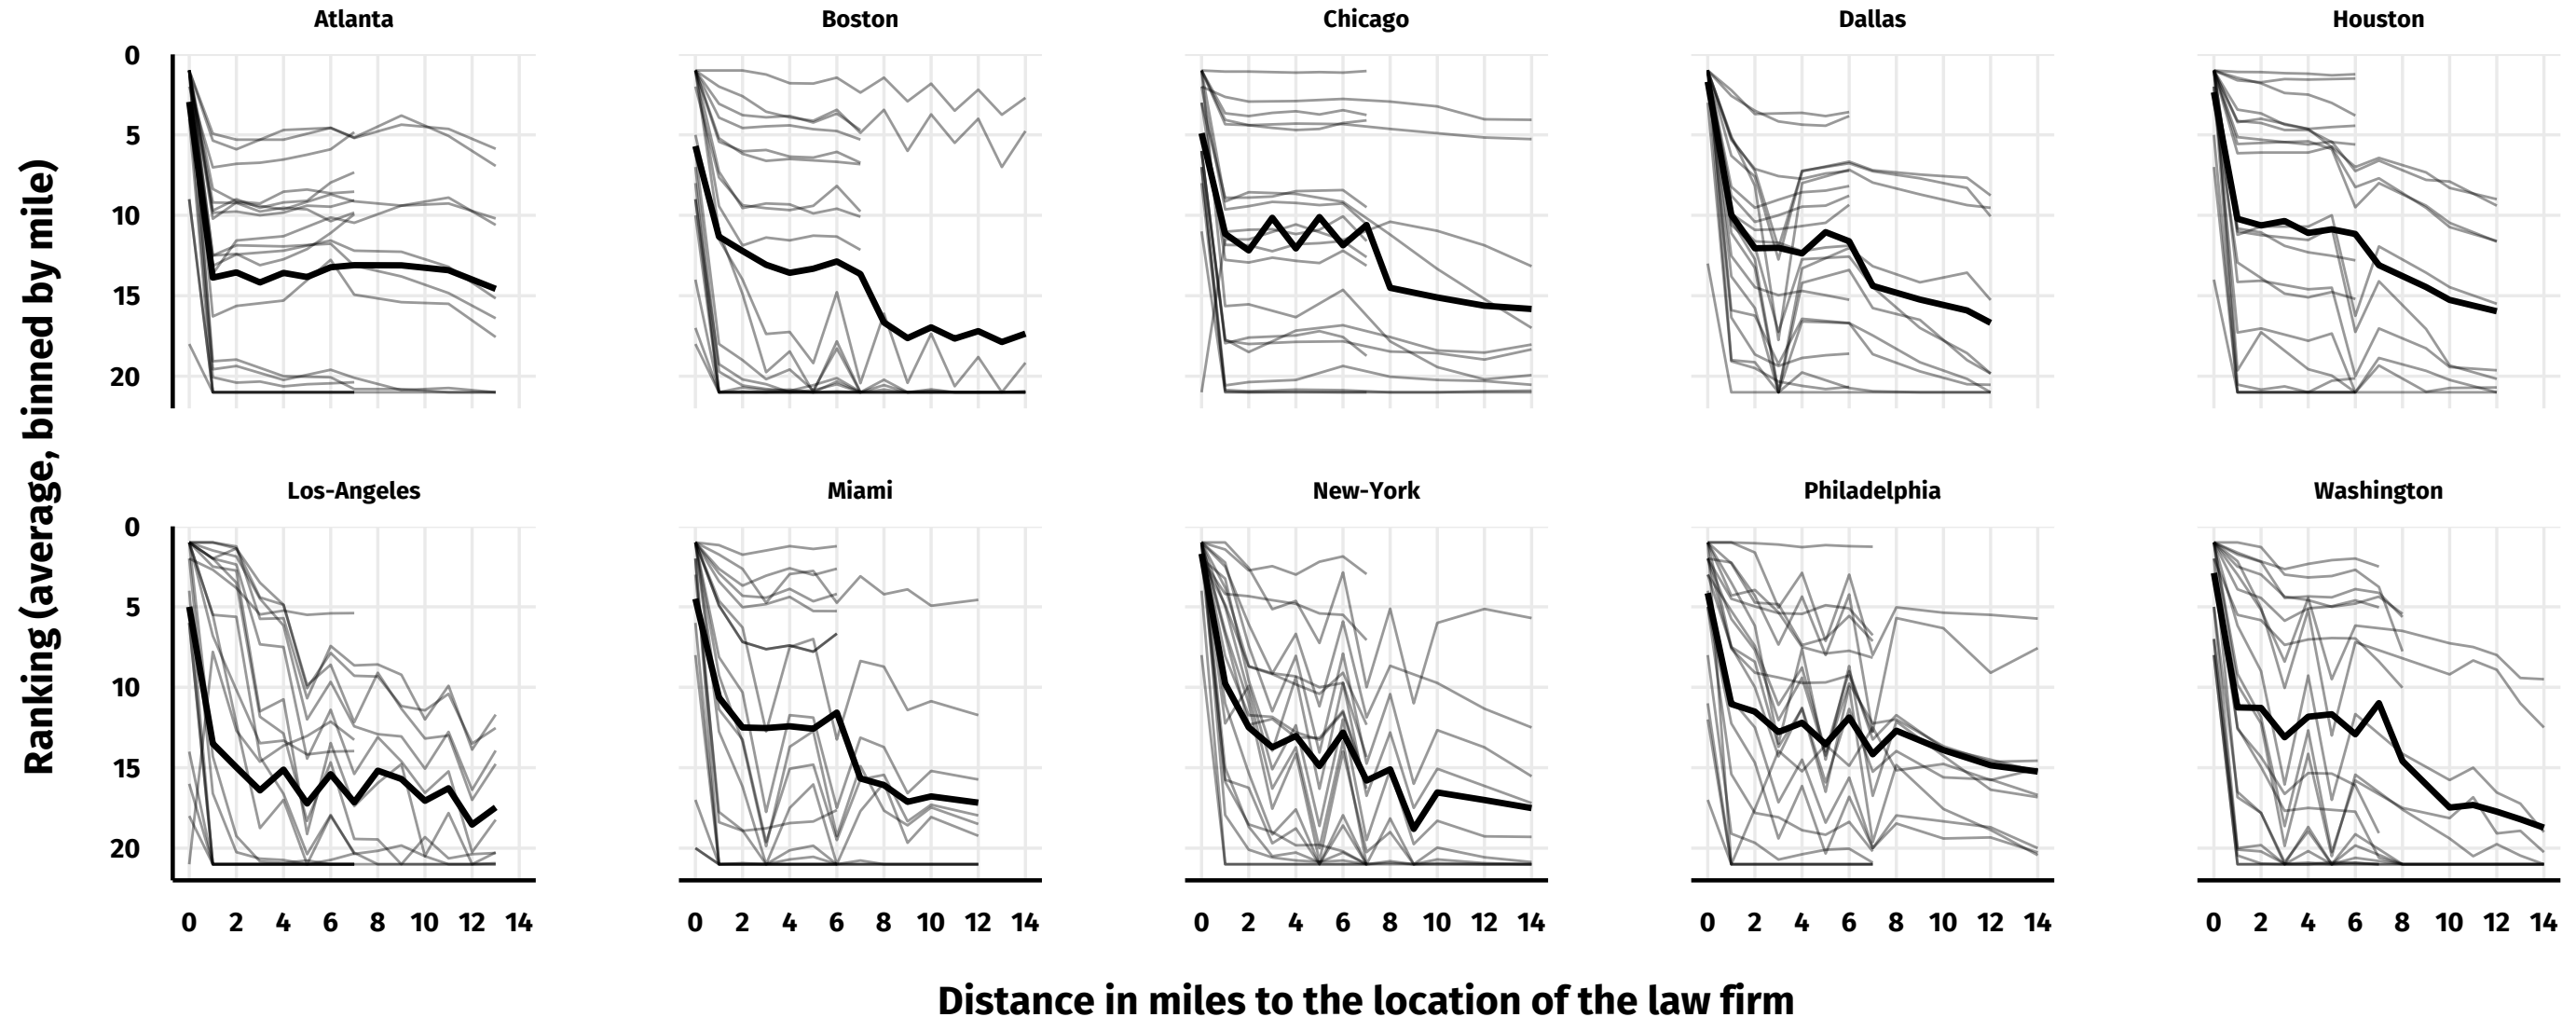 Atlanta Boston Chicago Dallas Houston
0
5
10
15
20
Ranking (average, binned by mile)
Los-Angeles Miami New-York Philadelphia Washington
0
5
10
15
20
0 2 4 6 8 10 12 14 0 2 4 6 8 10 12 14 0 2 4 6 8 10 12 14 0 2 4 6 8 10 12 14 0 2 4 6 8 10 12 14
Distance in miles to the location of the law firm